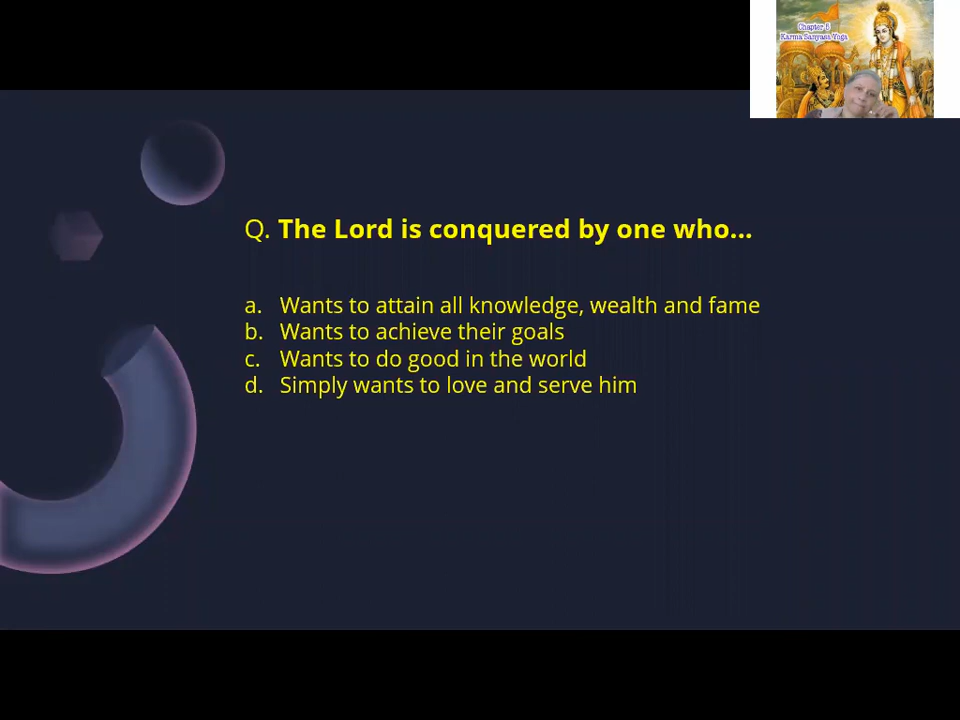 Chapter 5
Karma Sanyasa Yoga
Q. The Lord is conquered by one who...
a. Wants to attain all knowledge, wealth and fame
b. Wants to achieve their goals
c. Wants to do good in the world
d. Simply wants to love and serve him